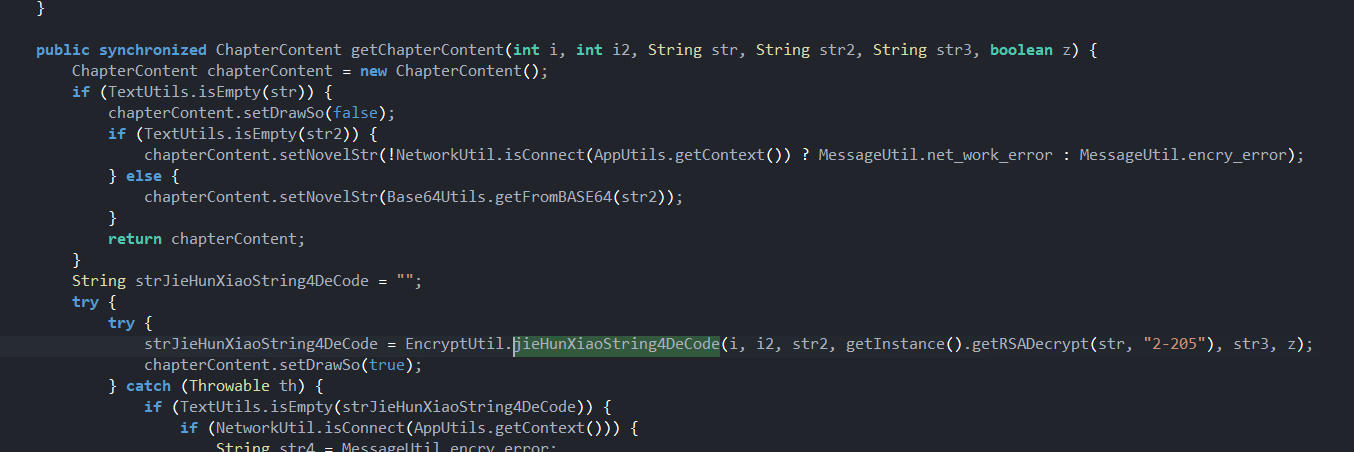 }
public synchronized ChapterContent getChapterContent(int i, int i2, String str, String str2, String str3, boolean z) {
ChapterContent chapterContent = new ChapterContent();
if (TextUtils.isEmpty(str)) {
chapterContent.setDrawSo(false);
if (TextUtils.isEmpty(str2)) {
chapterContent.setNovelStr(!NetworkUtil.isConnect(AppUtils.getContext()) ? MessageUtil.net_work_error : MessageUtil.encry_error);
} else {
chapterContent.setNovelStr(Base64Utils.getFromBASE64(str2));
}
return chapterContent;
}
String strJieHunXiaoString4DeCode = "";
try {
try {
strJieHunXiaoString4DeCode = EncryptUtil.jieHunXiaoString4DeCode(i, i2, str2, getInstance().getRSADecrypt(str, "2-205"), str3, z);
chapterContent.setDrawSo(true);
} catch (Throwable th) {
if (TextUtils.isEmpty(strJieHunXiaoString4DeCode)) {
if (NetworkUtil.isConnect(AppUtils.getContext())) {
String str4 = MessageUtil.encry_error;